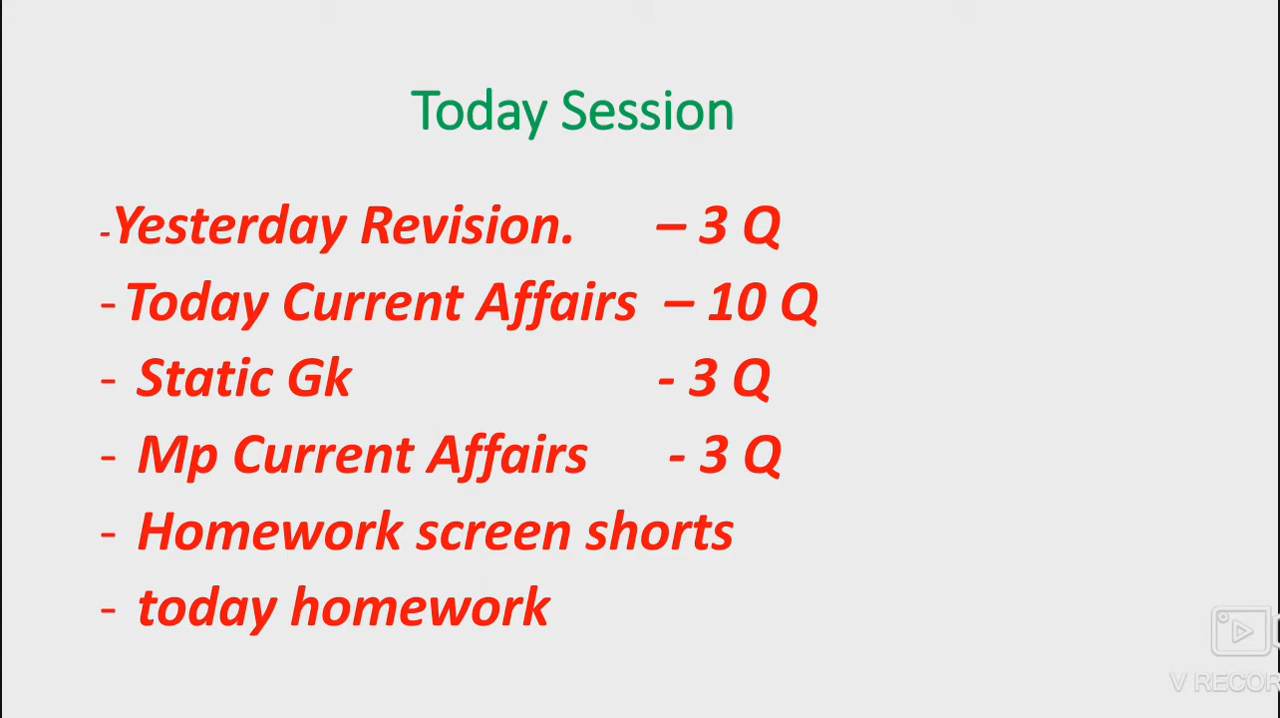 Today Session
-Yesterday Revision. – 3 Q
- Today Current Affairs – 10 Q
- Static Gk - 3 Q
- Mp Current Affairs - 3 Q
- Homework screen shorts
- today homework
V RECOR